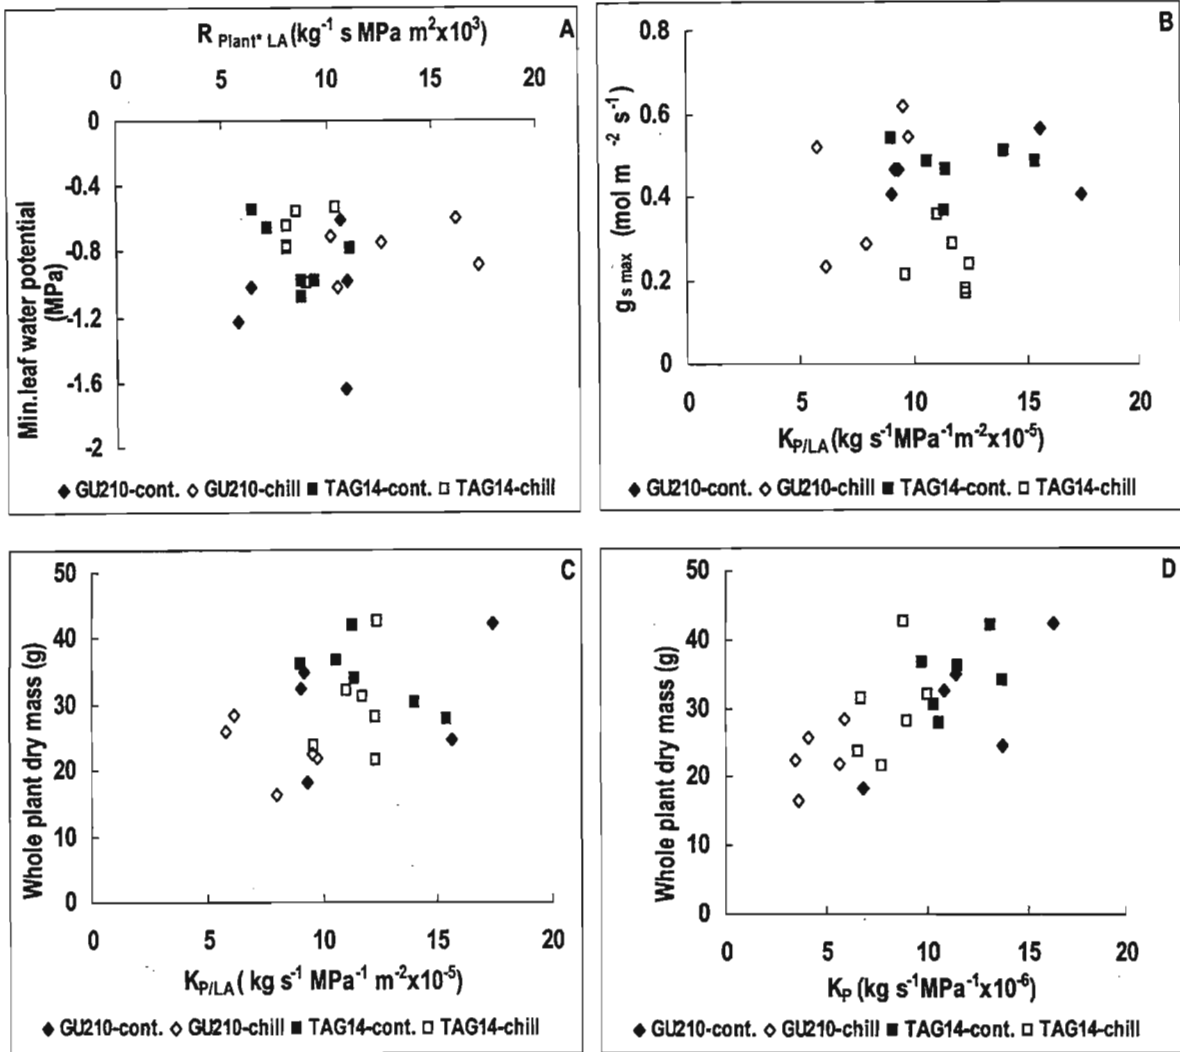 R Plant* LA (kg-1 s MPa m2x103) A
0 5 10 15 20
0
-0.4
-0.8
-1.2
-1.6
-2
Min.leaf water potential
(MPa)
◆ GU210-cont. ◇ GU210-chill ■ TAG14-cont. □ TAG14-chill
B
0.8
0.6
0.4
0.2
0
g s max (mol m -2 s-1)
0 5 10 15 20
KP/LA (kg s-1MPa-1m-2x10-5)
◆ GU210-cont. ◇ GU210-chill ■ TAG14-cont. □ TAG14-chill
C
50
40
30
20
10
0
Whole plant dry mass (g)
0 5 10 15 20
KP/LA ( kg s-1 MPa-1 m-2x10-5)
◆ GU210-cont. ◇ GU210-chill ■ TAG14-cont. □ TAG14-chill
D
50
40
30
20
10
0
Whole plant dry mass (g)
0 5 10 15 20
KP (kg s-1MPa-1x10-6)
◆ GU210-cont. ◇ GU210-chill ■ TAG14-cont. □ TAG14-chill